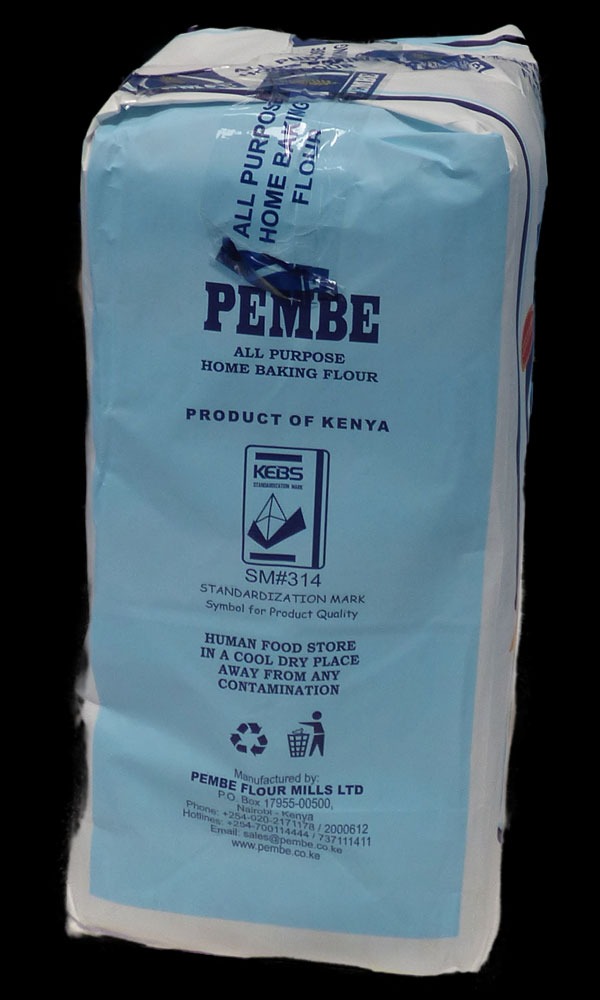 ALL PURPOSE
HOME BAKING
FLOUR
PEMBE
ALL PURPOSE
HOME BAKING FLOUR
PRODUCT OF KENYA
KEBS
STANDARDIZATION MARK
SM#314
STANDARDIZATION MARK
Symbol for Product Quality
HUMAN FOOD STORE
IN A COOL DRY PLACE
AWAY FROM ANY
CONTAMINATION
Manufactured by:
PEMBE FLOUR MILLS LTD
P.O. Box 17955-00500,
Nairobi - Kenya
Phone: +254-020-2171178 / 2000612
Hotlines: +254-700114444 / 737111411
Email: sales@pembe.co.ke
www.pembe.co.ke